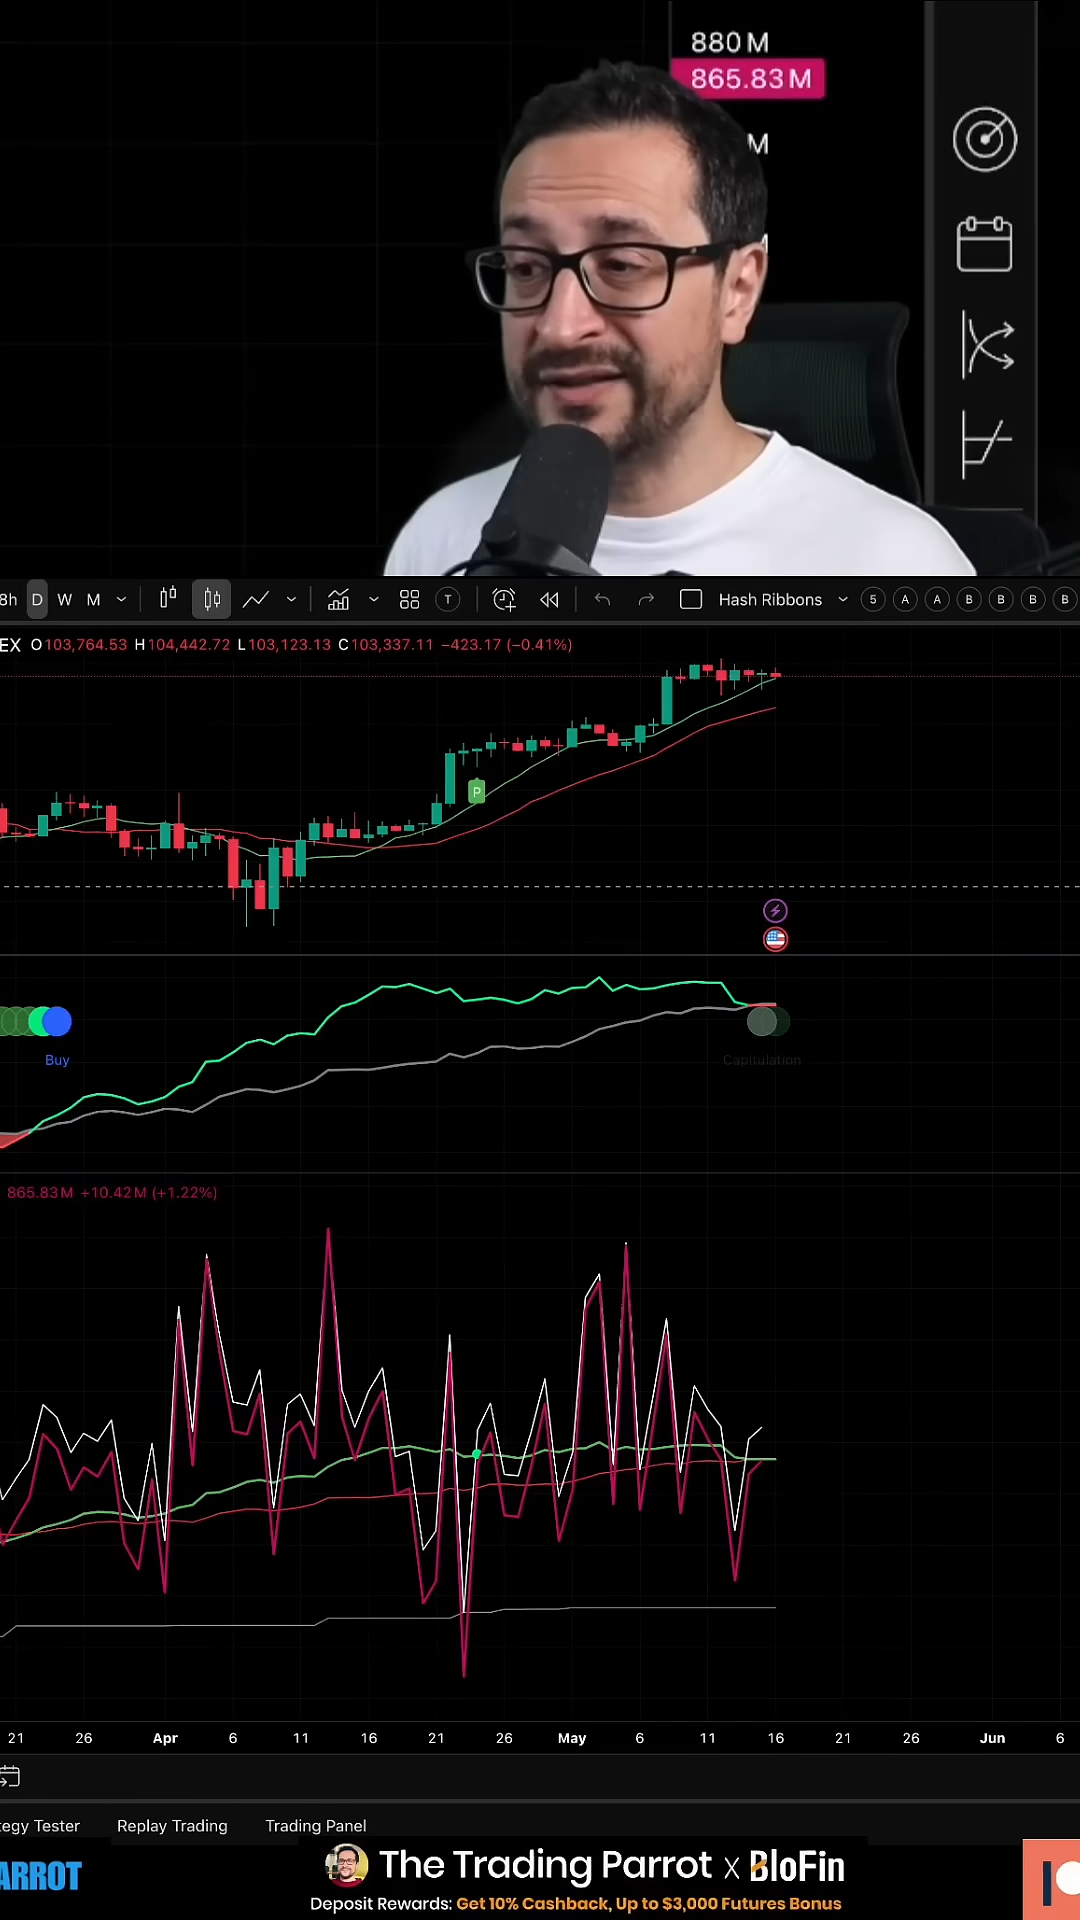 880 M
865.83 M
M
8h D W M T Hash Ribbons 5 A A B B B B
EX O103,764.53 H104,442.72 L103,123.13 C103,337.11 −423.17 (−0.41%)
P
Buy
Capitulation
865.83 M +10.42 M (+1.22%)
21 26 Apr 6 11 16 21 26 May 6 11 16 21 26 Jun 6
tegy Tester Replay Trading Trading Panel
ARROT
The Trading Parrot x BloFin
Deposit Rewards: Get 10% Cashback, Up to $3,000 Futures Bonus